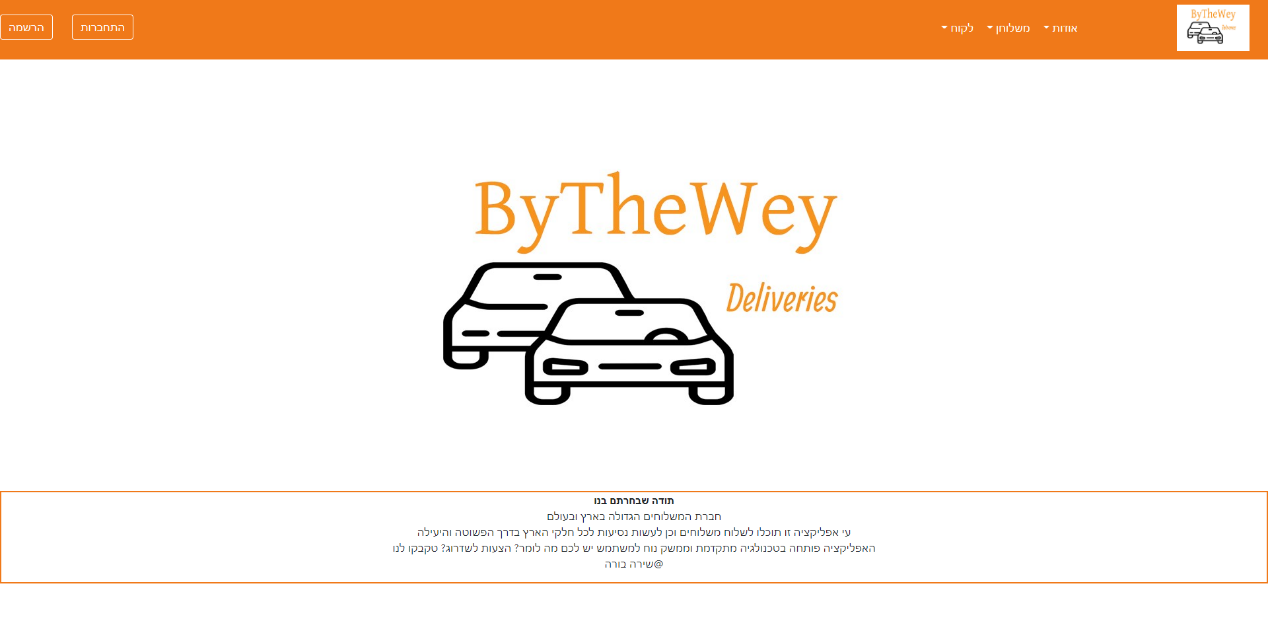 ByTheWey
Deliveries
אודות
משלוחן
לקוח
התחברות
הרשמה
ByTheWey
Deliveries
תודה שבחרתם בנו
חברת המשלוחים הגדולה בארץ ובעולם
עי אפליקציה זו תוכלו לשלוח משלוחים וכן לעשות נסיעות לכל חלקי הארץ בדרך הפשוטה והיעילה
האפליקציה פותחה בטכנולגיה מתקדמת וממשק נוח למשתמש יש לכם מה לומר? הצעות לשדרוג? טקבקו לנו
@שירה בורה